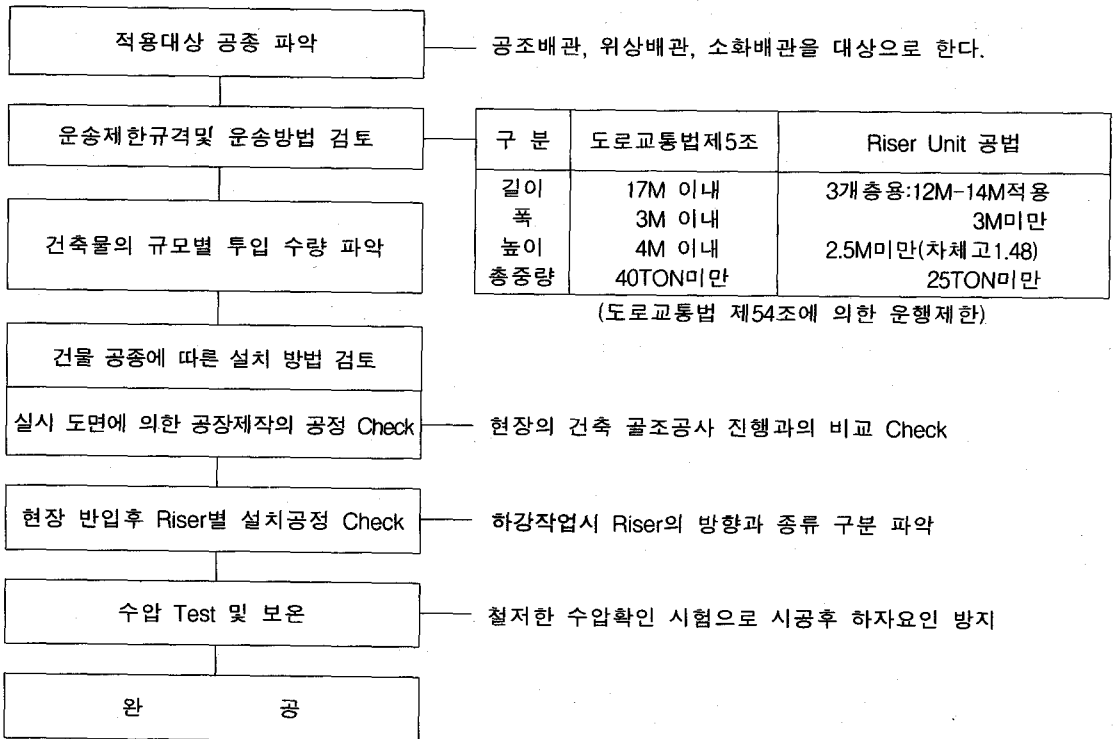 적용대상 공종 파악
공조배관, 위상배관, 소화배관을 대상으로 한다.
운송제한규격및 운송방법 검토
구 분 도로교통법제5조 Riser Unit 공법
길이 17M 이내 3개층용:12M-14M적용
폭 3M 이내 3M미만
높이 4M 이내 2.5M미만(차체고1.48)
총중량 40TON미만 25TON미만
(도로교통법 제54조에 의한 운행제한)
건축물의 규모별 투입 수량 파악
건물 공종에 따른 설치 방법 검토
실시 도면에 의한 공장제작의 공정 Check
현장의 건축 골조공사 진행과의 비교 Check
현장 반입후 Riser별 설치공정 Check
하강작업시 Riser의 방향과 종류 구분 파악
수압 Test 및 보온
철저한 수압확인 시험으로 시공후 하자요인 방지
완 공